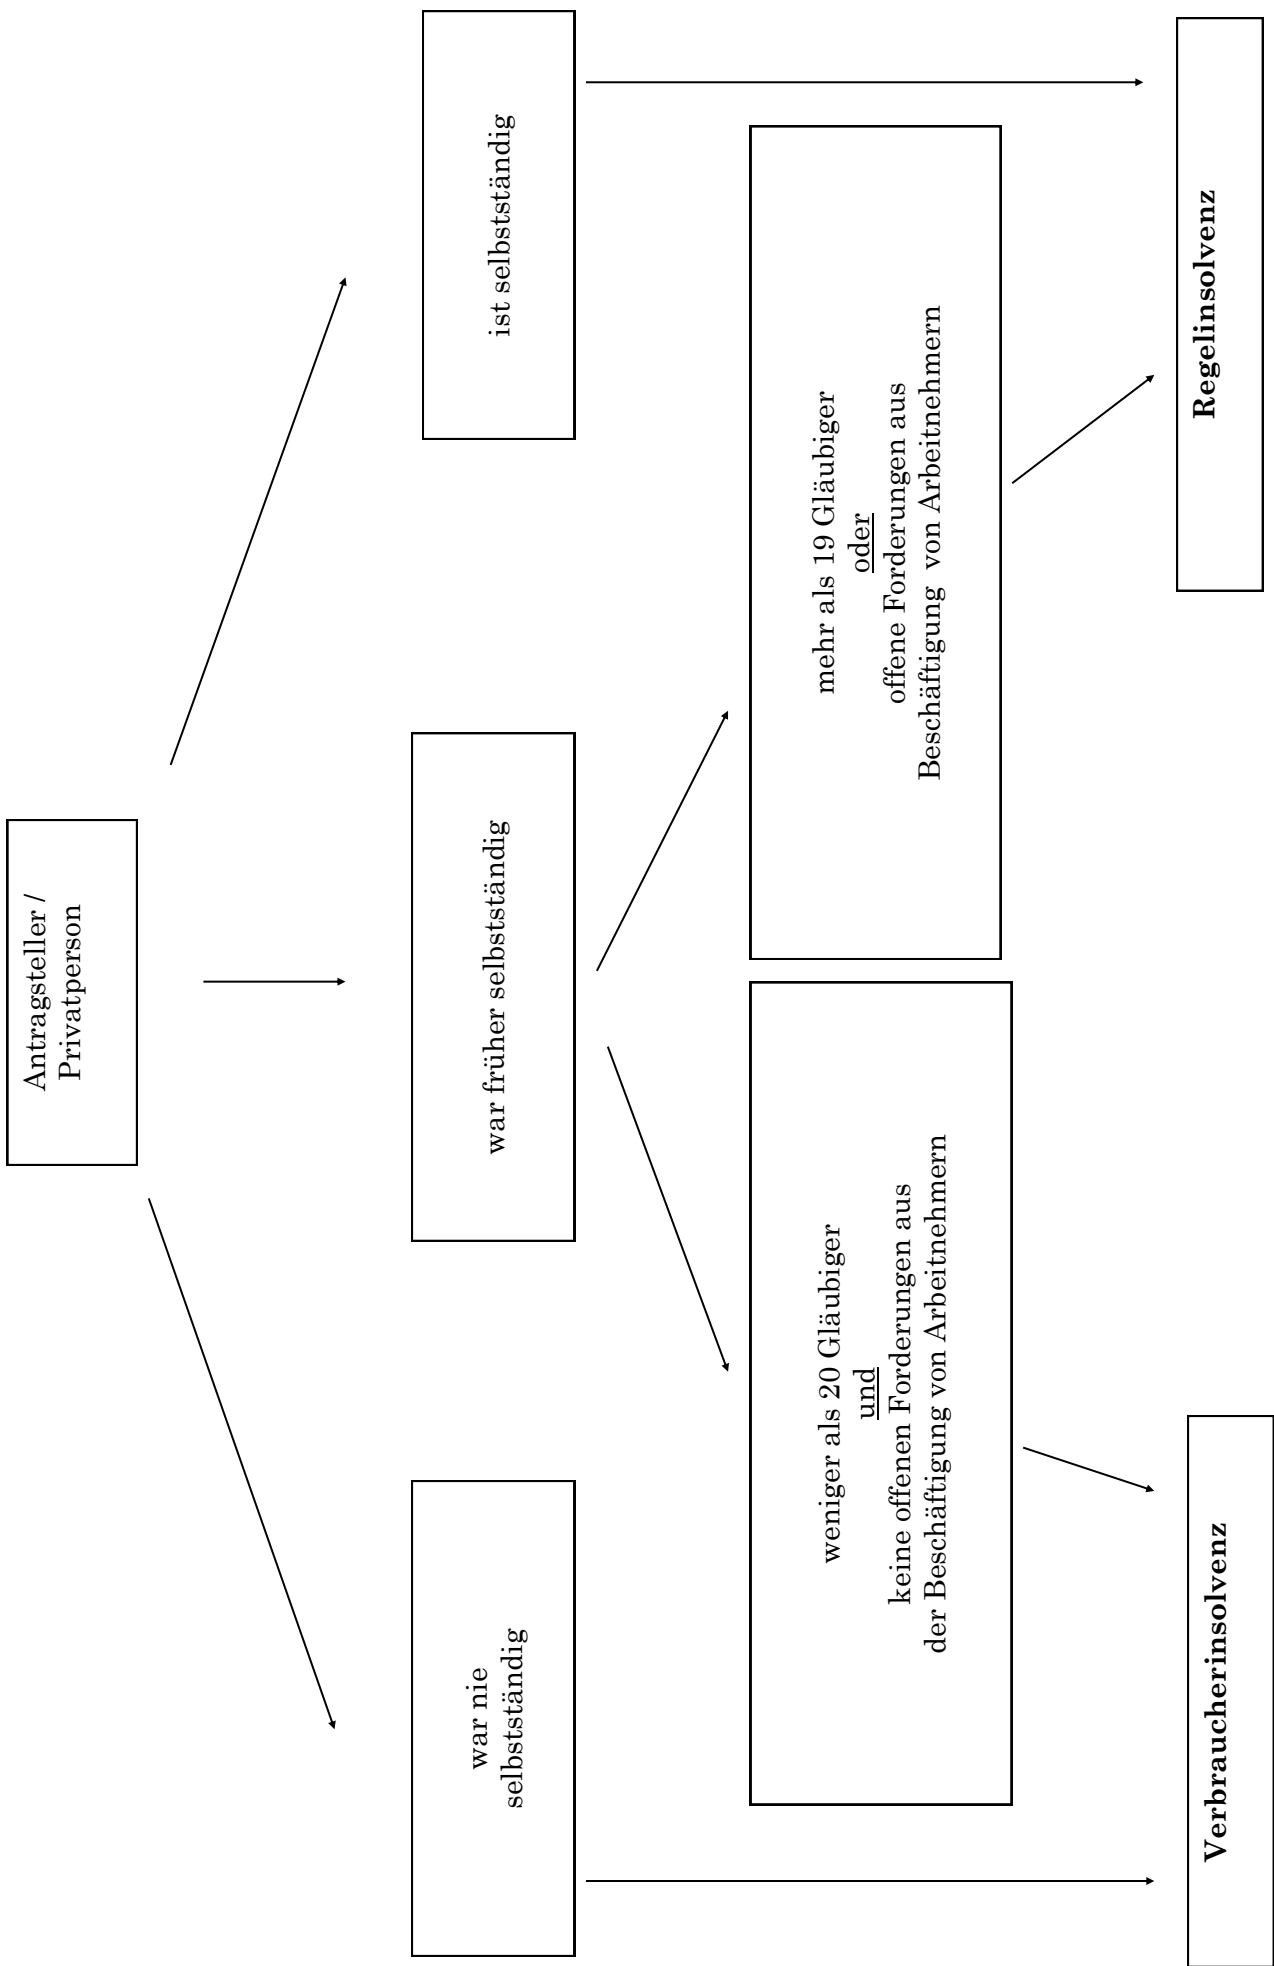 Antragsteller /
Privatperson
war nie
selbstständig
war früher selbstständig
ist selbstständig
weniger als 20 Gläubiger
und
keine offenen Forderungen aus
der Beschäftigung von Arbeitnehmern
mehr als 19 Gläubiger
oder
offene Forderungen aus
Beschäftigung von Arbeitnehmern
Verbraucherinsolvenz
Regelinsolvenz